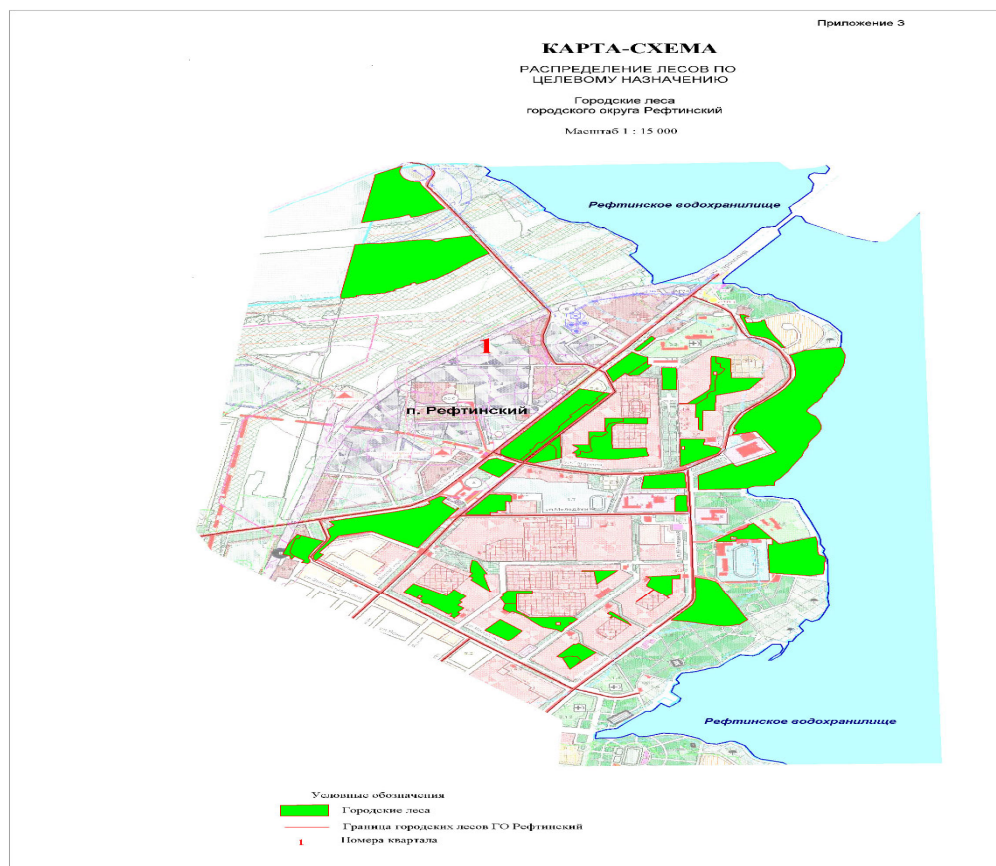 Приложение 3
КАРТА-СХЕМА
РАСПРЕДЕЛЕНИЕ ЛЕСОВ ПО
ЦЕЛЕВОМУ НАЗНАЧЕНИЮ
Городские леса
городского округа Рефтинский
Масштаб 1 : 15 000
Рефтинское водохранилище
1
п. Рефтинский
Рефтинское водохранилище
Условные обозначения
Городские леса
Граница городских лесов ГО Рефтинский
1 Номера квартала